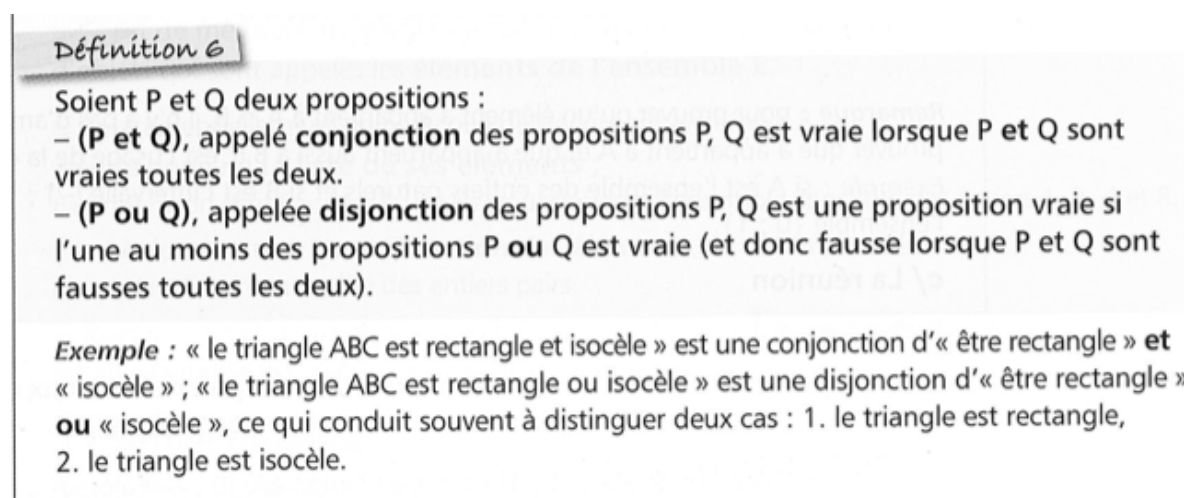 Définition 6
Soient P et Q deux propositions :
– (P et Q), appelé conjonction des propositions P, Q est vraie lorsque P et Q sont
vraies toutes les deux.
– (P ou Q), appelée disjonction des propositions P, Q est une proposition vraie si
l'une au moins des propositions P ou Q est vraie (et donc fausse lorsque P et Q sont
fausses toutes les deux).
Exemple : « le triangle ABC est rectangle et isocèle » est une conjonction d'« être rectangle » et
« isocèle » ; « le triangle ABC est rectangle ou isocèle » est une disjonction d'« être rectangle »
ou « isocèle », ce qui conduit souvent à distinguer deux cas : 1. le triangle est rectangle,
2. le triangle est isocèle.